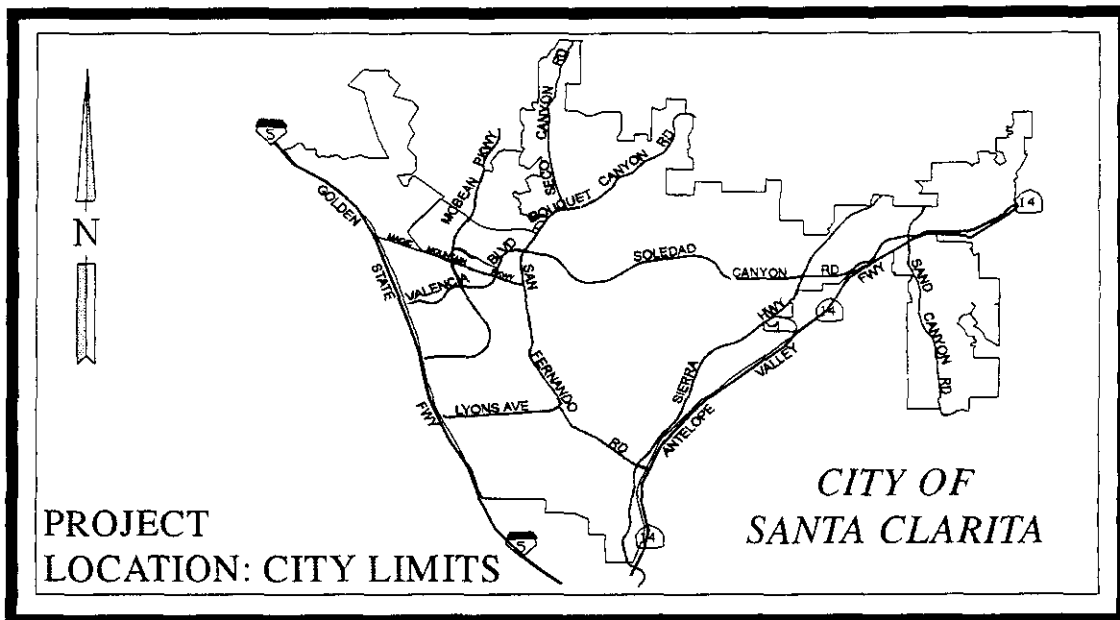 N
5
GOLDEN
STATE
FWY
5
MCBEAN PKWY
MAGIC MOUNTAIN PKWY
VALENCIA BLVD
SECO CANYON RD
BOUQUET CANYON RD
SOLEDAD
CANYON RD
SAN
FERNANDO
RD
LYONS AVE
SIERRA HWY
ANTELOPE VALLEY FWY
14
14
14
SAND CANYON RD
CITY OF
SANTA CLARITA
PROJECT
LOCATION: CITY LIMITS